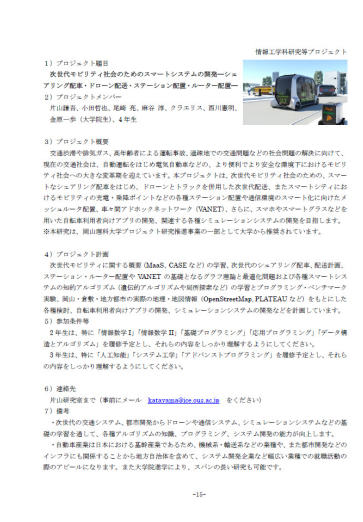 情報工学科研究等プロジェクト
１）プロジェクト題目
次世代モビリティ社会のためのスマートシステムの開発―シェ
アリング配車・ドローン配送・ステーション配置・ルーター配置―
２）プロジェクトメンバー
片山謙吾、小田哲也、尾崎 亮、麻谷 淳、クラエリス、西川憲明、
金原一歩（大学院生）、４年生
３）プロジェクト概要
交通渋滞や排気ガス、高年齢者による運転事故、過疎地での交通問題などの社会問題の解決に向けて、
現在の交通社会は、自動運転をはじめ電気自動車などの、より便利でより安全な環境下におけるモビリ
ティ社会への大きな変革期を迎えています。本プロジェクトは、次世代モビリティ社会のための、スマー
トなシェアリング配車をはじめ、ドローンとトラックを併用した次世代配送、またスマートシティにお
けるモビリティの充電・乗降ポイントなどの各種ステーション配置や通信環境のスマート化に向けたメ
ッシュルータ配置、車々間アドホックネットワーク（VANET）、さらに、スマホやスマートグラスなどを
用いた自転車利用者向けアプリの開発、関連する各種シミュレーションシステムの開発を目指します。
※本研究は、岡山理科大学プロジェクト研究推進事業の一部として大学から推奨されています。
４）プロジェクト計画
次世代モビリティに関する概要（MaaS, CASE など）の学習、次世代のシェアリング配車、配送計画、
ステーション・ルーター配置や VANET の基礎となるグラフ理論と最適化問題および各種スマートシス
テムの知的アルゴリズム（遺伝的アルゴリズムや局所探索など）の学習とプログラミング・ベンチマーク
実験、岡山・倉敷・地方都市の実際の地理・地図情報（OpenStreetMap, PLATEAU など）をもとにした
各種検討、自転車利用者向けアプリの開発、シミュレーションシステムの開発などを計画しています。
５）参加条件等
２年生は、特に「情報数学Ⅰ」「情報数学Ⅱ」「基礎プログラミング」「応用プログラミング」「データ構
造とアルゴリズム」を履修予定とし、それらの内容をしっかり理解するようにしてください。
３年生は、特に「人工知能」「システム工学」「アドバンストプログラミング」を履修予定とし、それらの
内容をしっかり理解するようにしてください。
６）連絡先
片山研究室まで（事前にメール katayama@ice.ous.ac.jp をください）
７）備考
・次世代の交通システム、都市開発からドローンや通信システム、シミュレーションシステムなどの基
礎の学習を通して、各種アルゴリズムの知識、プログラミング、システム開発の能力が向上します。
・自動車産業は日本における基幹産業であるため、機械系・輸送系などの業種や、また都市開発などの
インフラにも関係することから地方自治体を含めて、システム開発企業など幅広い業種での就職活動の
際のアピールになります。また大学院進学により、スパンの長い研究も可能です。
-15-